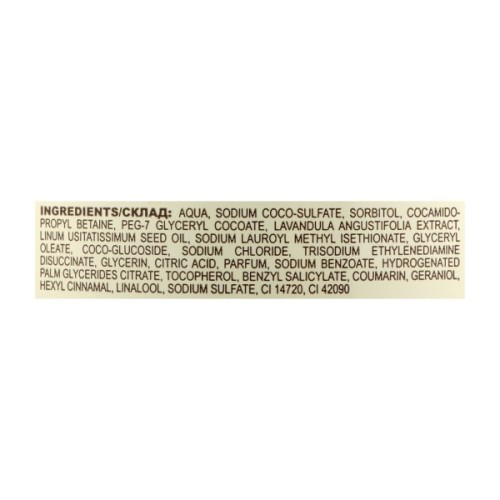 INGREDIENTS/СКЛАД: AQUA, SODIUM COCO-SULFATE, SORBITOL, COCAMIDO-
PROPYL BETAINE, PEG-7 GLYCERYL COCOATE, LAVANDULA ANGUSTIFOLIA EXTRACT,
LINUM USITATISSIMUM SEED OIL, SODIUM LAUROYL METHYL ISETHIONATE, GLYCERYL
OLEATE, COCO-GLUCOSIDE, SODIUM CHLORIDE, TRISODIUM ETHYLENEDIAMINE
DISUCCINATE, GLYCERIN, CITRIC ACID, PARFUM, SODIUM BENZOATE, HYDROGENATED
PALM GLYCERIDES CITRATE, TOCOPHEROL, BENZYL SALICYLATE, COUMARIN, GERANIOL,
HEXYL CINNAMAL, LINALOOL, SODIUM SULFATE, CI 14720, CI 42090